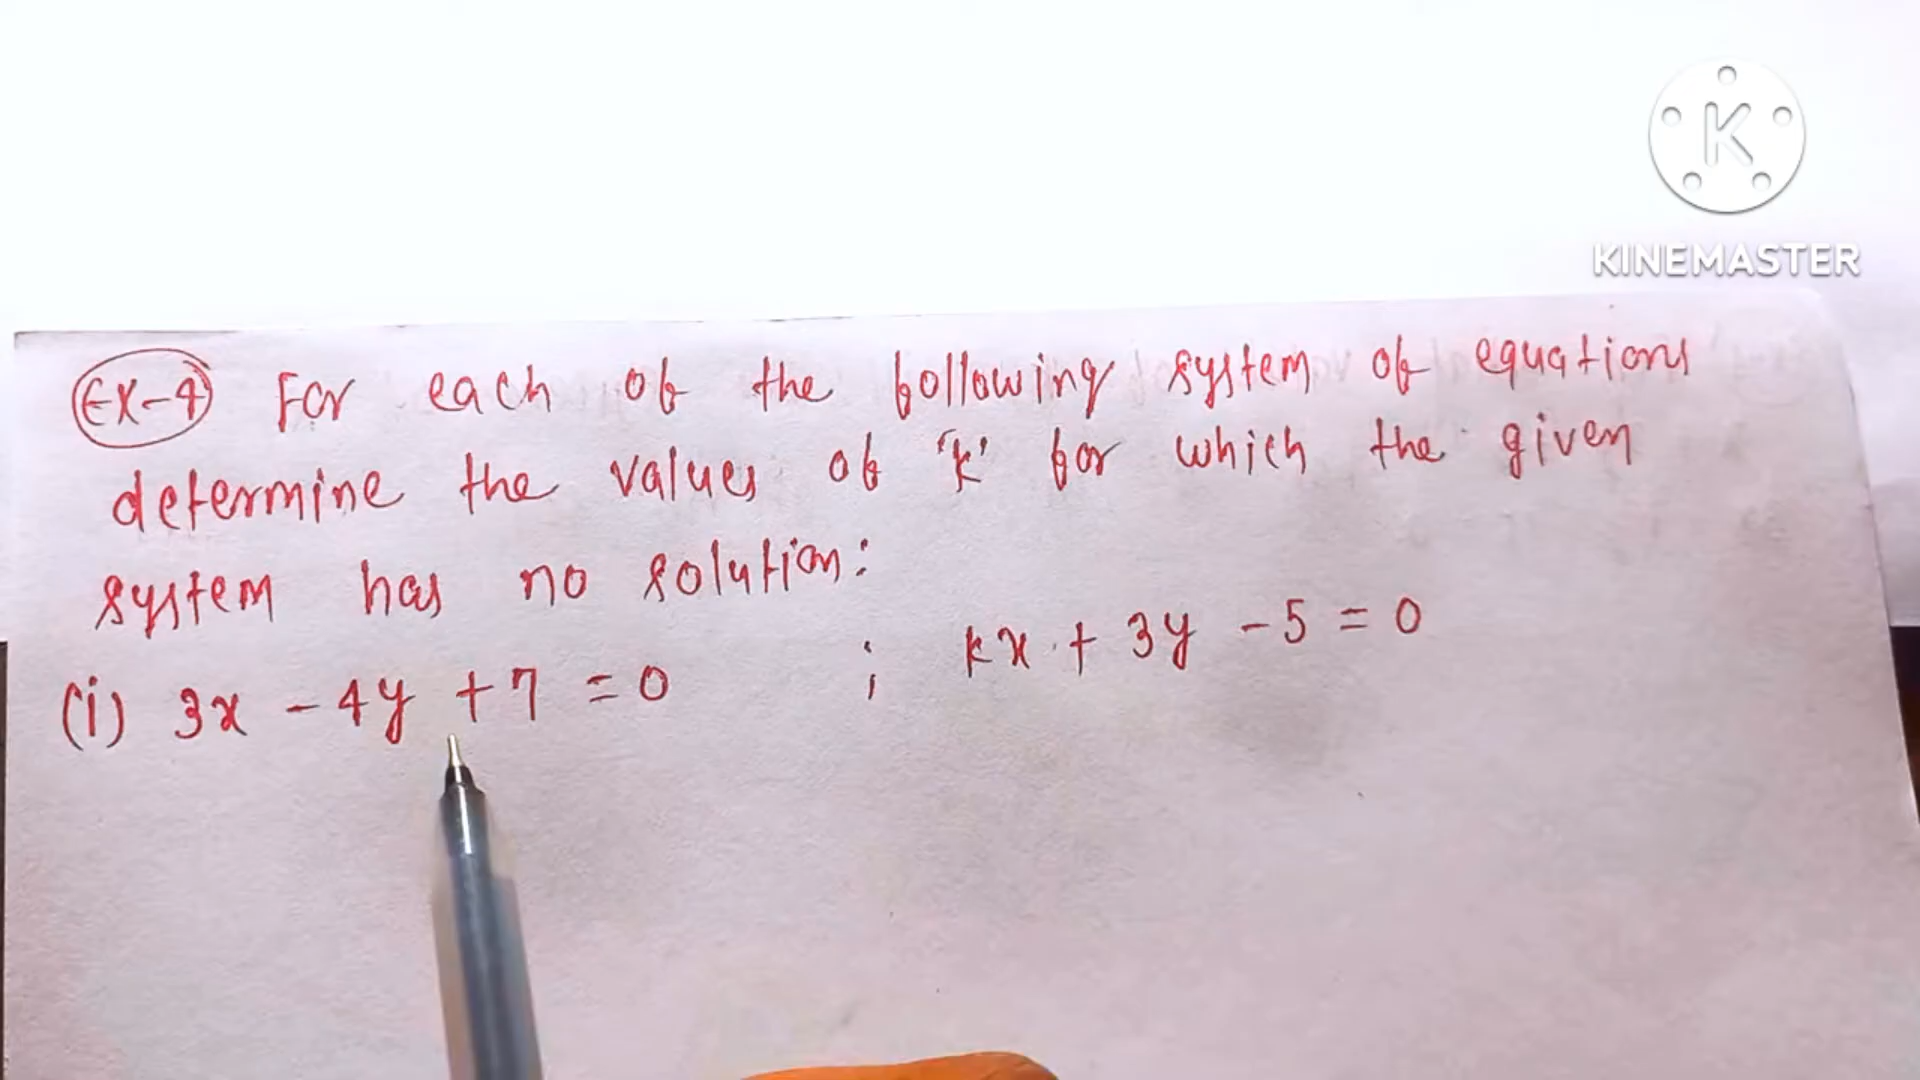 K
KINEMASTER
Ex-4 For each of the following system of equations
determine the values of 'k' for which the given
system has no solution:
(i) 3x - 4y + 7 = 0 ; kx + 3y - 5 = 0